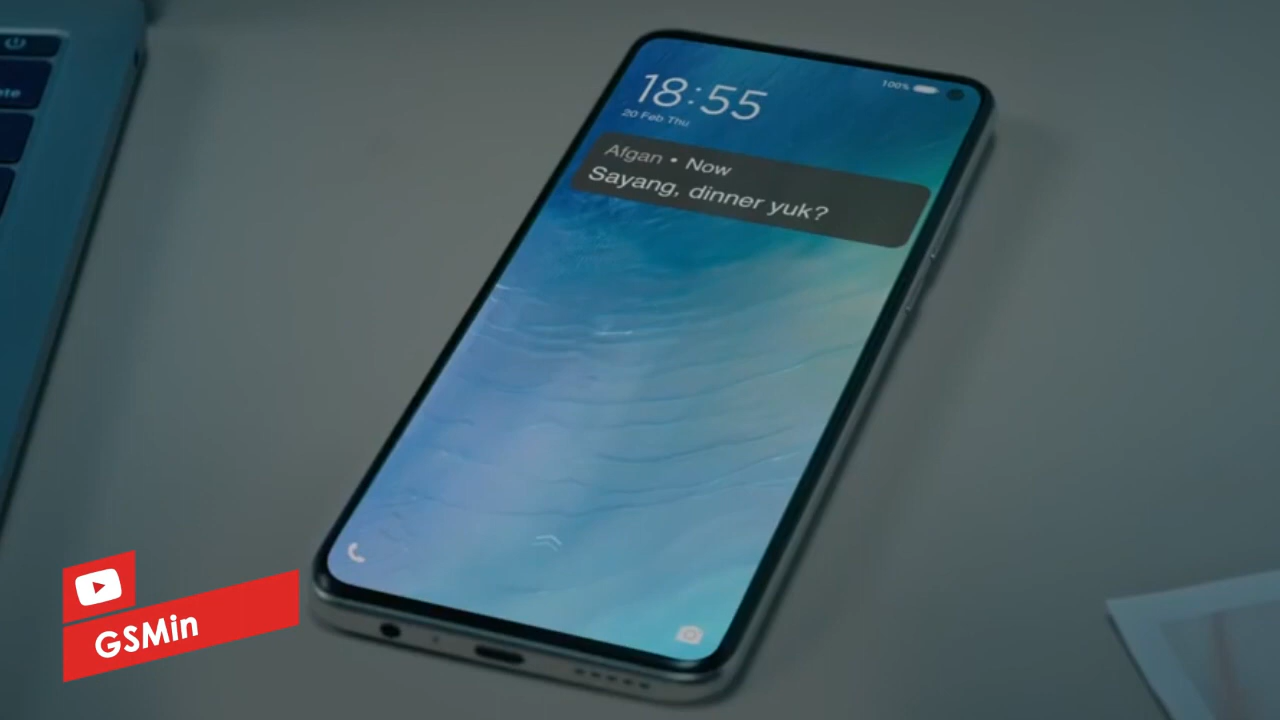 18:55
100%
20 Feb Thu
Afgan • Now
Sayang, dinner yuk?
GSMin